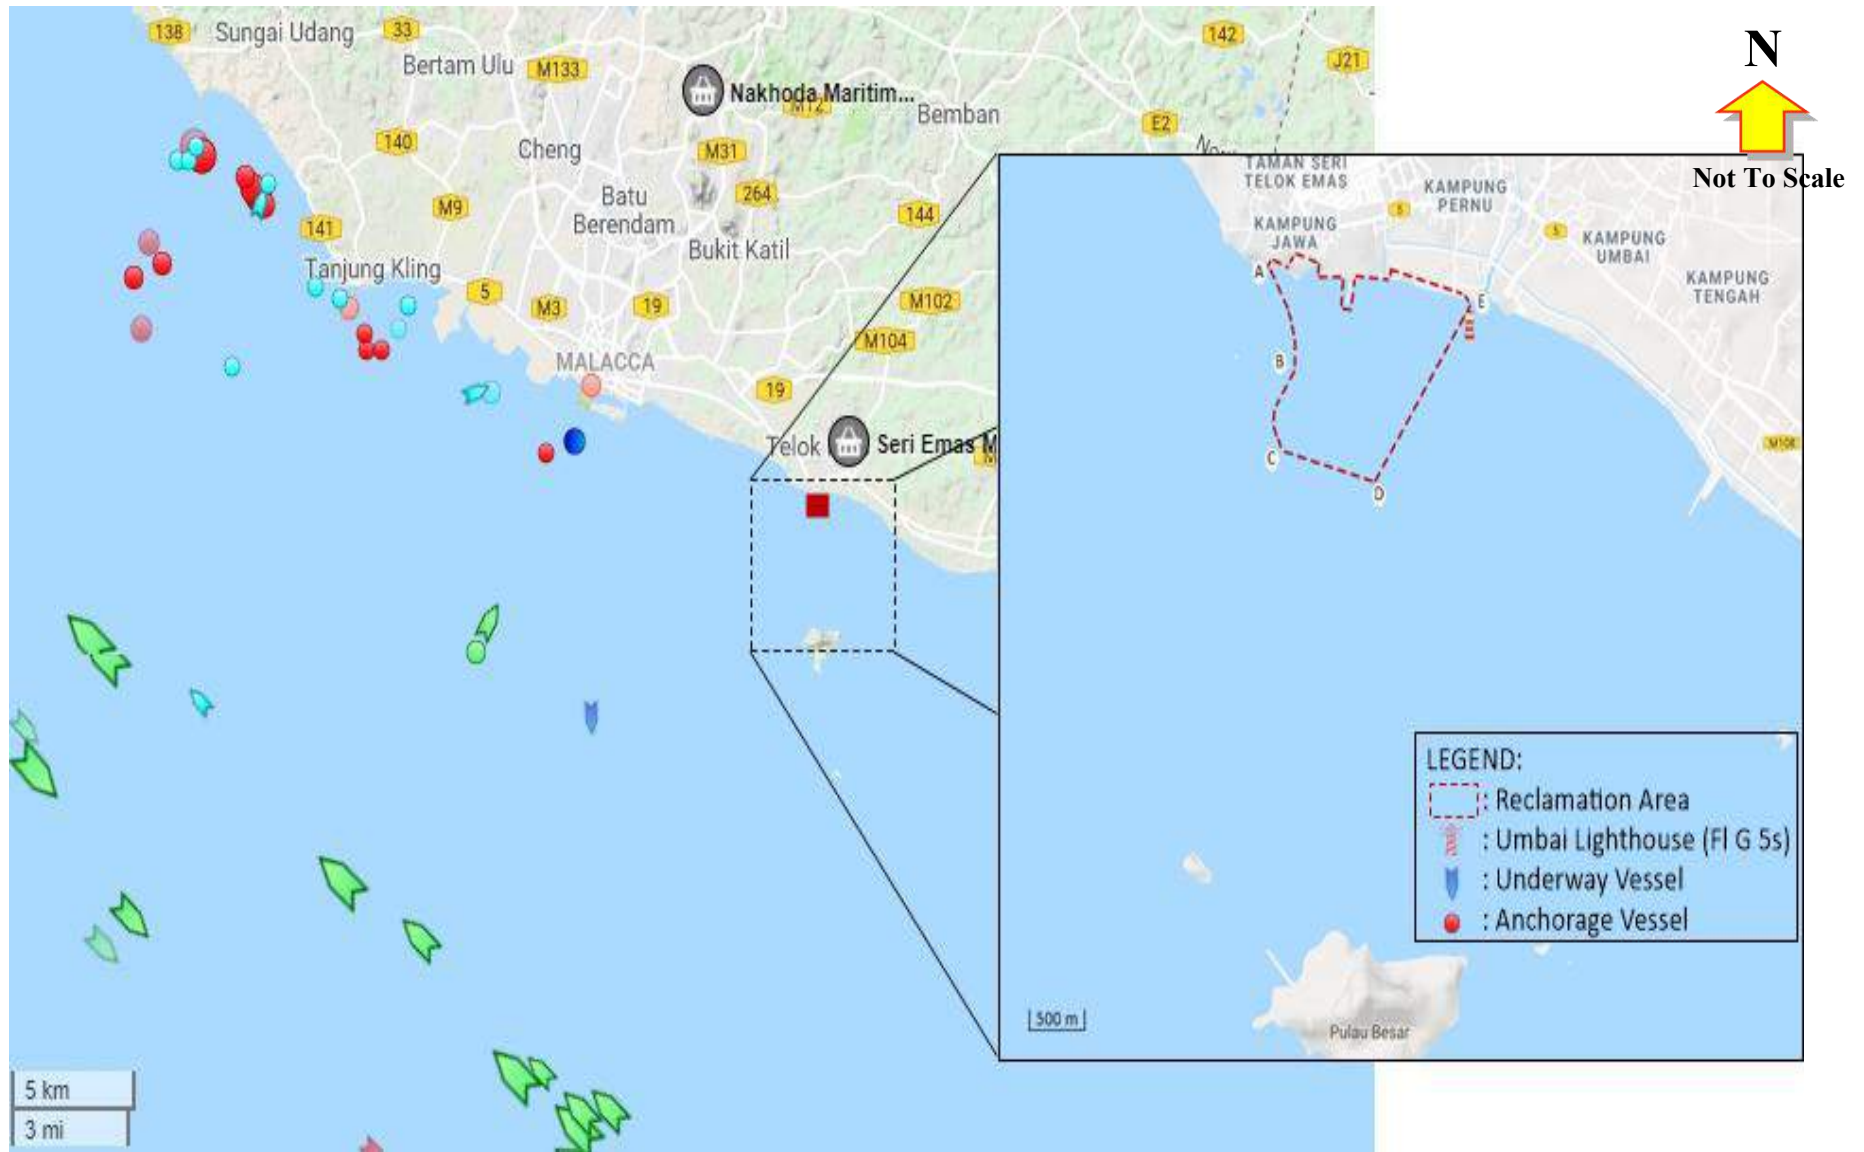 138
Sungai Udang
33
142
J21
N
Bertam Ulu
M133
Nakhoda Maritim...
M12
Bemban
E2
140
Cheng
M31
Not To Scale
Batu
Berendam
264
M9
144
141
Bukit Katil
Tanjung Kling
5
M3
19
M102
M104
MALACCA
19
Telok
Seri Emas M
TAMAN SERI
TELOK EMAS
KAMPUNG
PERNU
5
KAMPUNG
JAWA
5
KAMPUNG
UMBAI
A
KAMPUNG
TENGAH
E
B
C
D
M108
LEGEND:
: Reclamation Area
: Umbai Lighthouse (Fl G 5s)
: Underway Vessel
: Anchorage Vessel
500 m
Pulau Besar
5 km
3 mi